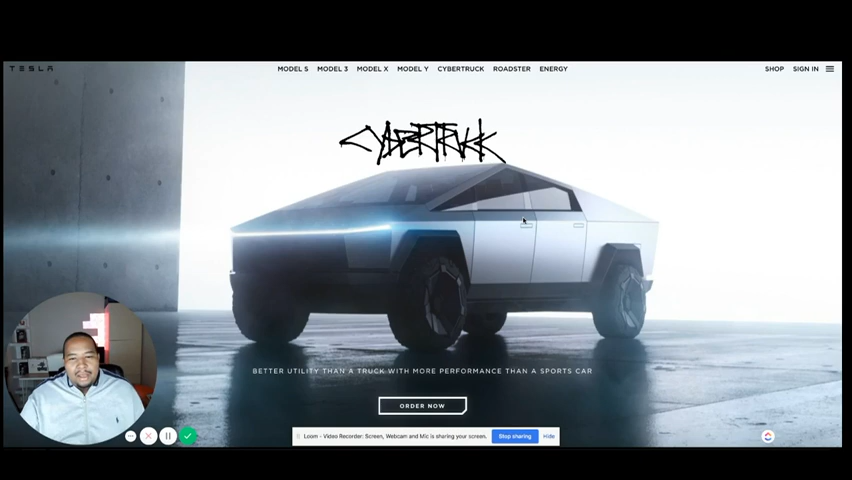 TESLA MODEL S MODEL 3 MODEL X MODEL Y CYBERTRUCK ROADSTER ENERGY SHOP SIGN IN
CYBERTRUCK
BETTER UTILITY THAN A TRUCK WITH MORE PERFORMANCE THAN A SPORTS CAR
ORDER NOW
Loom - Video Recorder: Screen, Webcam and Mic is sharing your screen. Stop sharing Hide